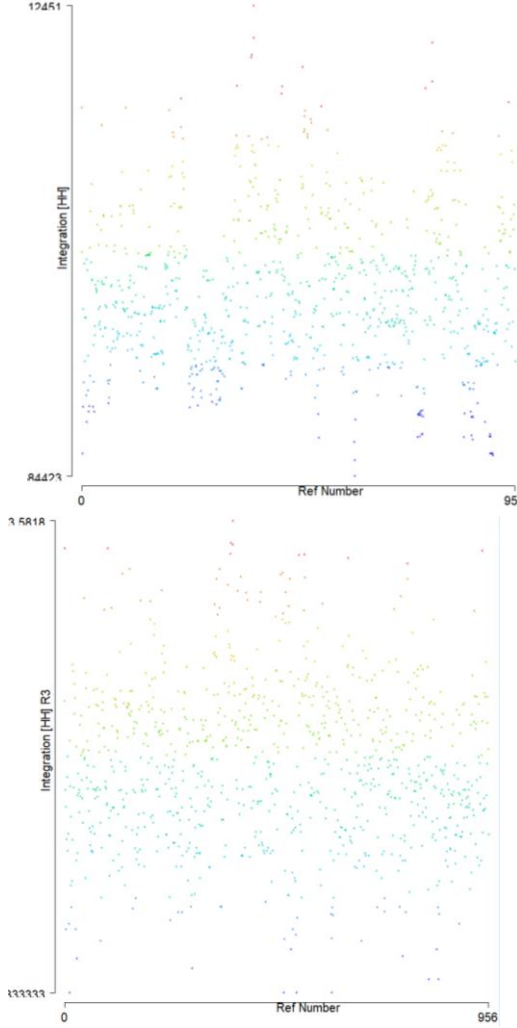 12451
Integration [HH]
84423
Ref Number
0
95
3.5818
Integration [HH] R3
333333
Ref Number
0
956